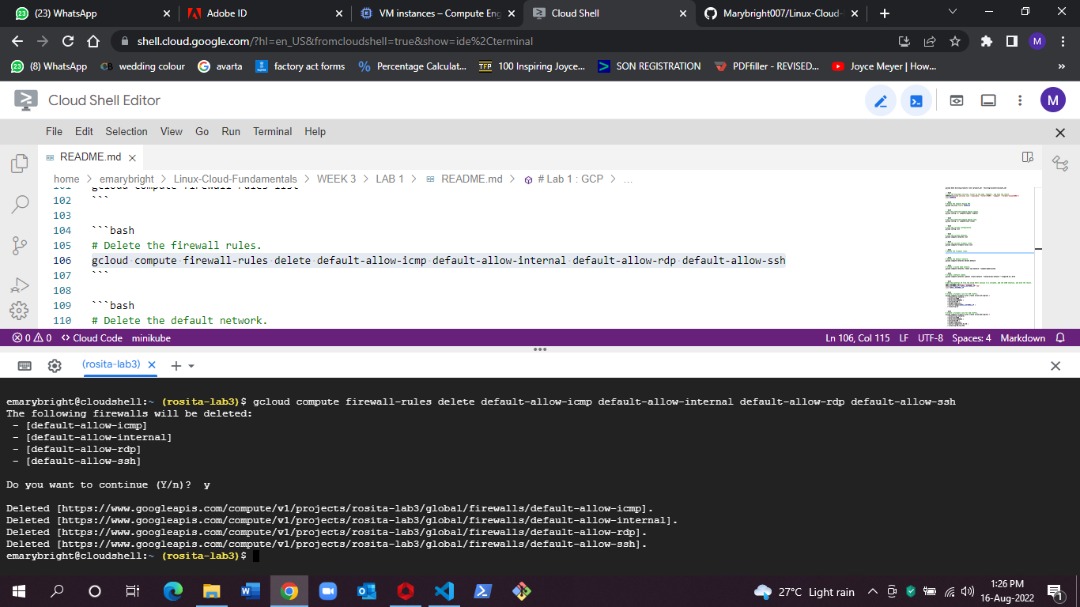 (23) WhatsApp
Adobe ID
VM instances – Compute Eng
Cloud Shell
Marybright007/Linux-Cloud-
shell.cloud.google.com/?hl=en_US&fromcloudshell=true&show=ide%2Cterminal
M
(8) WhatsApp
wedding colour
avarta
factory act forms
Percentage Calculat...
100 Inspiring Joyce...
SON REGISTRATION
PDFfiller - REVISED...
Joyce Meyer | How...
»
Cloud Shell Editor
M
File Edit Selection View Go Run Terminal Help
README.md
home > emarybright > Linux-Cloud-Fundamentals > WEEK 3 > LAB 1 > README.md > # Lab 1 : GCP > ...
101 gcloud compute firewall-rules list
102 ```
103
104 ```bash
105 # Delete the firewall rules.
106 gcloud compute firewall-rules delete default-allow-icmp default-allow-internal default-allow-rdp default-allow-ssh
107 ```
108
109 ```bash
110 # Delete the default network.
0 0 Cloud Code minikube
Ln 106, Col 115 LF UTF-8 Spaces: 4 Markdown
(rosita-lab3)
emarybright@cloudshell:~ (rosita-lab3)$ gcloud compute firewall-rules delete default-allow-icmp default-allow-internal default-allow-rdp default-allow-ssh
The following firewalls will be deleted:
- [default-allow-icmp]
- [default-allow-internal]
- [default-allow-rdp]
- [default-allow-ssh]
Do you want to continue (Y/n)? y
Deleted [https://www.googleapis.com/compute/v1/projects/rosita-lab3/global/firewalls/default-allow-icmp].
Deleted [https://www.googleapis.com/compute/v1/projects/rosita-lab3/global/firewalls/default-allow-internal].
Deleted [https://www.googleapis.com/compute/v1/projects/rosita-lab3/global/firewalls/default-allow-rdp].
Deleted [https://www.googleapis.com/compute/v1/projects/rosita-lab3/global/firewalls/default-allow-ssh].
emarybright@cloudshell:~ (rosita-lab3)$
27°C Light rain
1:26 PM
16-Aug-2022
1